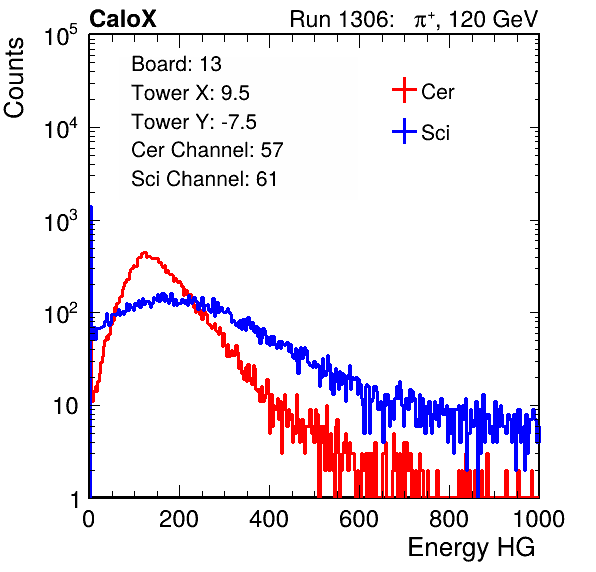 CaloX Run 1306: π⁺, 120 GeV
Counts
10⁵
10⁴
10³
10²
10
1
Board: 13
Tower X: 9.5
Tower Y: -7.5
Cer Channel: 57
Sci Channel: 61
Cer
Sci
0 200 400 600 800 1000
Energy HG